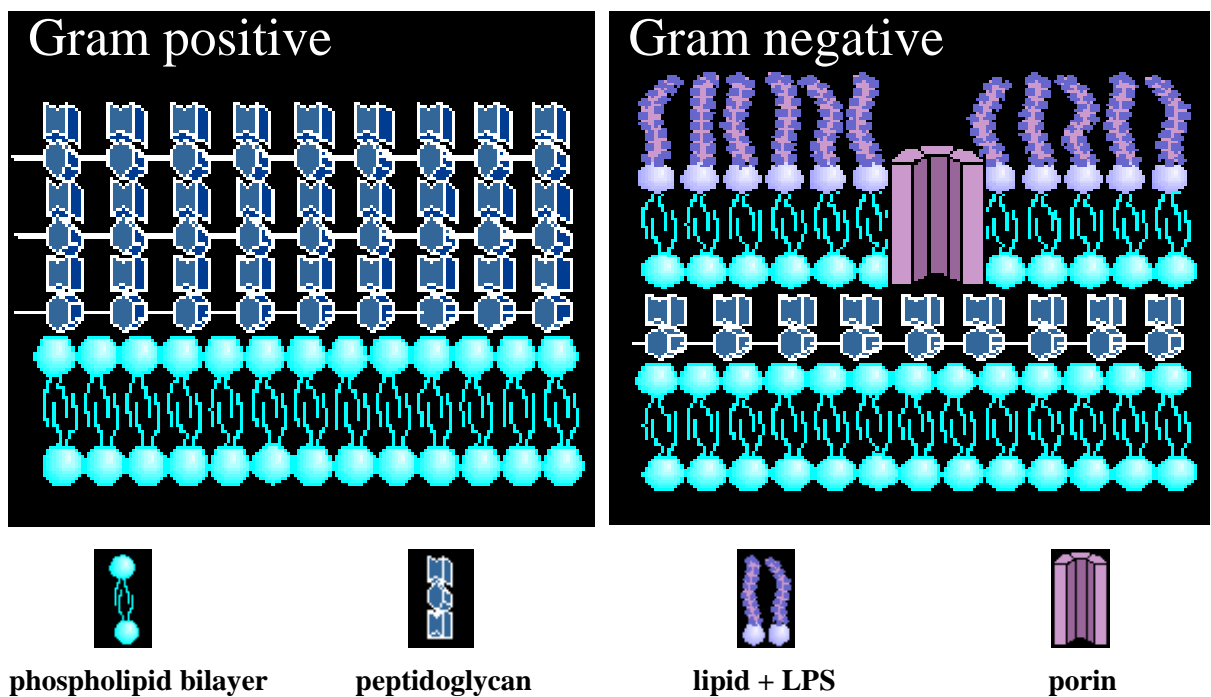 Gram positive
Gram negative
phospholipid bilayer
peptidoglycan
lipid + LPS
porin